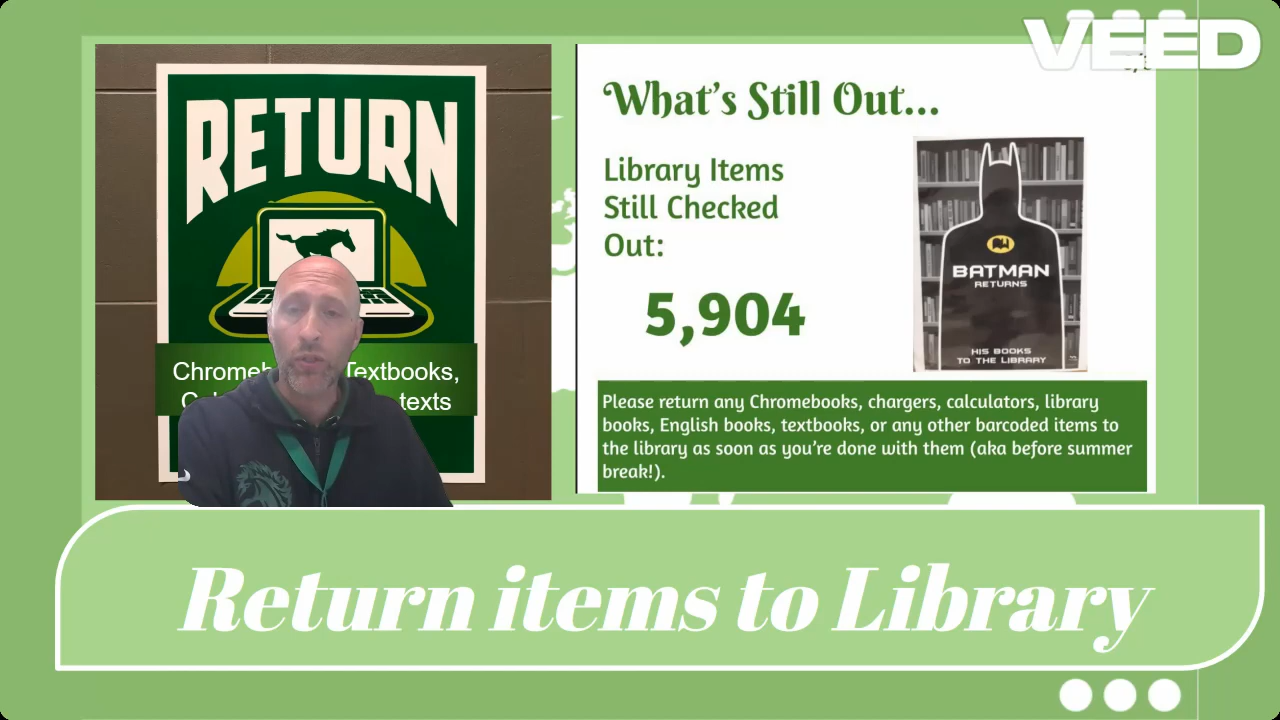 VEED
RETURN
Textbooks,
texts
What's Still Out...
Library Items
Still Checked
Out:
5,904
BATMAN
RETURNS
HIS BOOKS
TO THE LIBRARY
Please return any Chromebooks, chargers, calculators, library
books, English books, textbooks, or any other barcoded items to
the library as soon as you're done with them (aka before summer
break!).
Return items to Library